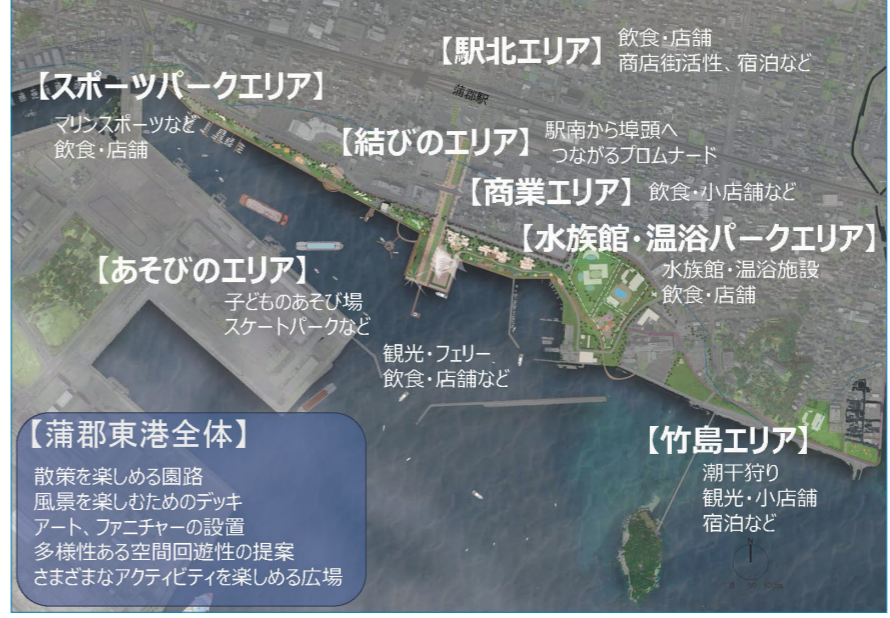 【駅北エリア】
飲食・店舗
商店街活性、宿泊など
【スポーツパークエリア】
マリンスポーツなど
飲食・店舗
蒲郡駅
【結びのエリア】
駅南から埠頭へ
つながるプロムナード
【商業エリア】
飲食・小店舗など
【水族館・温浴パークエリア】
水族館・温浴施設
飲食・店舗
【あそびのエリア】
子どものあそび場
スケートパークなど
観光・フェリー
飲食・店舗など
【竹島エリア】
潮干狩り
観光・小店舗
宿泊など
【蒲郡東港全体】
散策を楽しめる園路
風景を楽しむためのデッキ
アート、ファニチャーの設置
多様性ある空間回遊性の提案
さまざまなアクティビティを楽しめる広場
N